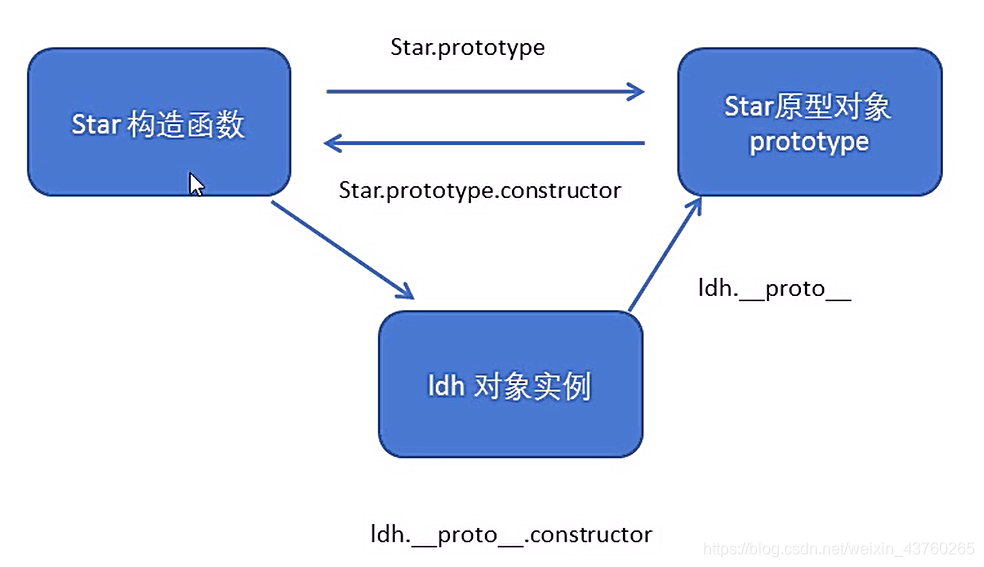 Star.prototype
Star 构造函数
Star原型对象
prototype
Star.prototype.constructor
ldh.__proto__
ldh 对象实例
ldh.__proto__.constructor
https://blog.csdn.net/weixin_43760265